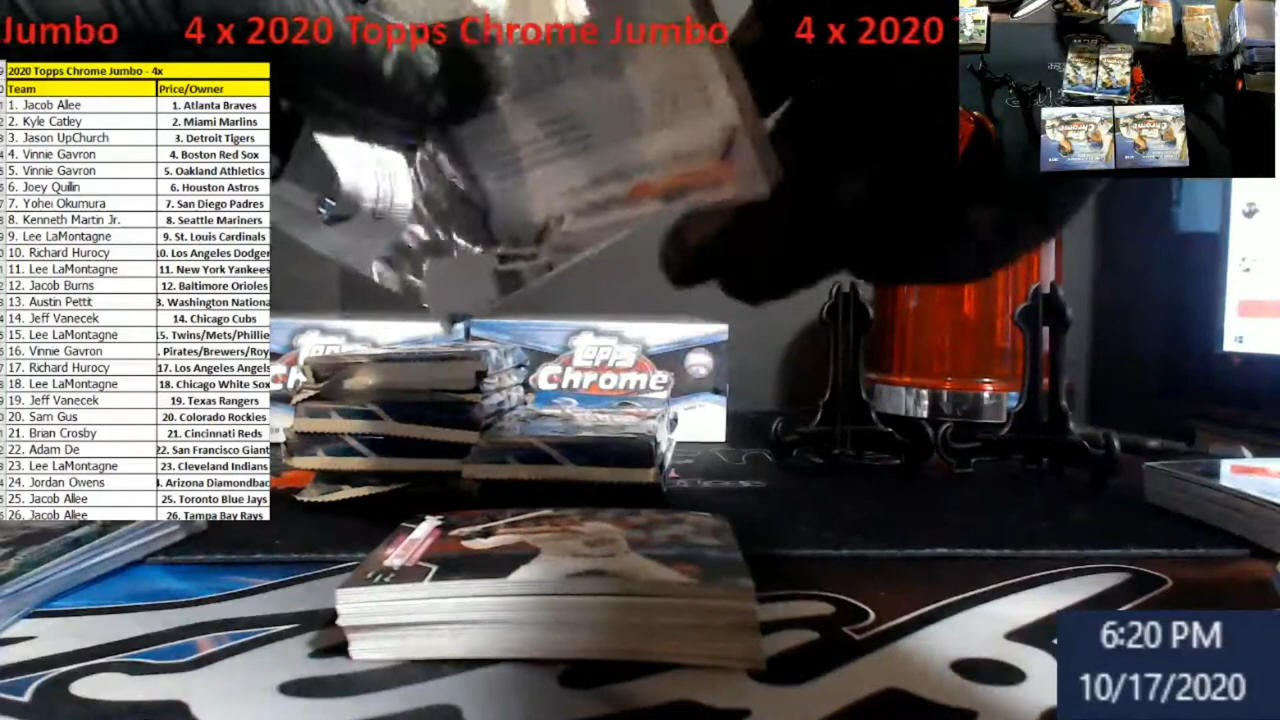 Jumbo 4 x 2020 Topps Chrome Jumbo 4 x 2020
2020 Topps Chrome Jumbo - 4x
Team Price/Owner
1. Jacob Allee 1. Atlanta Braves
2. Kyle Catley 2. Miami Marlins
3. Jason UpChurch 3. Detroit Tigers
4. Vinnie Gavron 4. Boston Red Sox
5. Vinnie Gavron 5. Oakland Athletics
6. Joey Quilin 6. Houston Astros
7. Yohei Okumura 7. San Diego Padres
8. Kenneth Martin Jr. 8. Seattle Mariners
9. Lee LaMontagne 9. St. Louis Cardinals
10. Richard Hurocy 10. Los Angeles Dodger
11. Lee LaMontagne 11. New York Yankees
12. Jacob Burns 12. Baltimore Orioles
13. Austin Pettit 3. Washington Nationa
14. Jeff Vanecek 14. Chicago Cubs
15. Lee LaMontagne 15. Twins/Mets/Phillie
16. Vinnie Gavron . Pirates/Brewers/Roy
17. Richard Hurocy 17. Los Angeles Angels
18. Lee LaMontagne 18. Chicago White Sox
19. Jeff Vanecek 19. Texas Rangers
20. Sam Gus 20. Colorado Rockies
21. Brian Crosby 21. Cincinnati Reds
22. Adam De 22. San Francisco Giant
23. Lee LaMontagne 23. Cleveland Indians
24. Jordan Owens 4. Arizona Diamondbac
25. Jacob Allee 25. Toronto Blue Jays
26. Jacob Allee 26. Tampa Bay Rays
Topps
Chrome
Chrome
Chrome
6:20 PM
10/17/2020